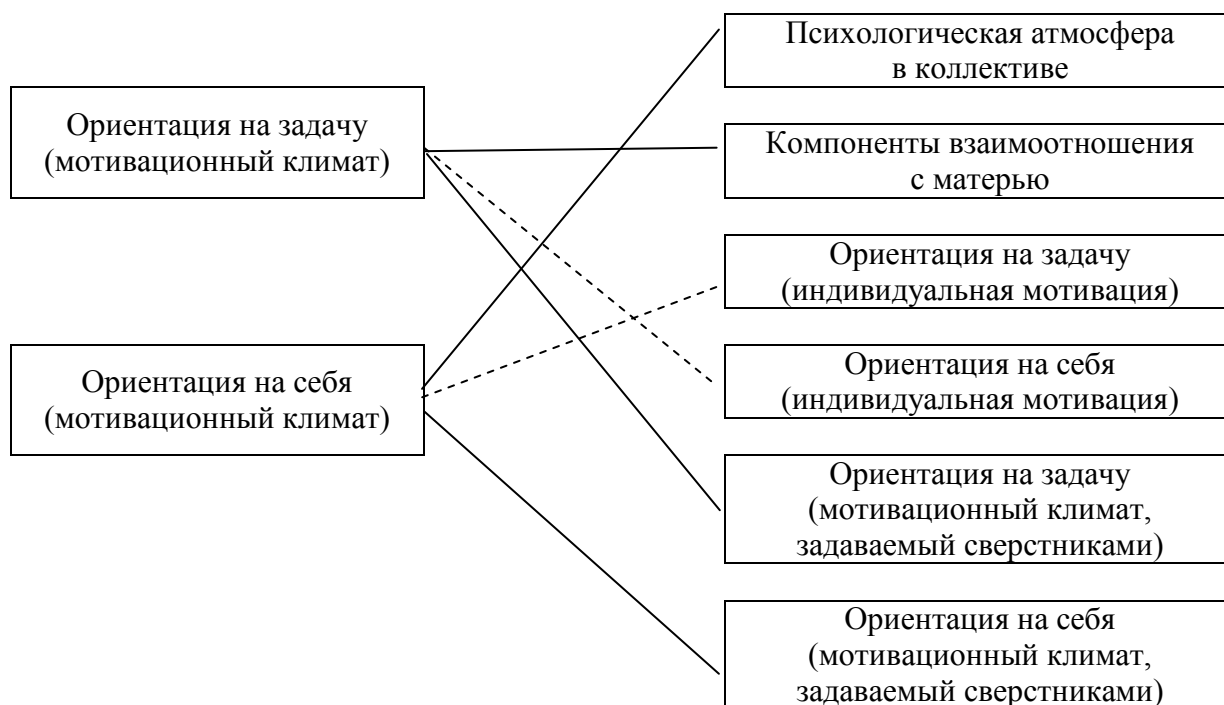 Ориентация на задачу
(мотивационный климат)
Ориентация на себя
(мотивационный климат)
Психологическая атмосфера
в коллективе
Компоненты взаимоотношения
с матерью
Ориентация на задачу
(индивидуальная мотивация)
Ориентация на себя
(индивидуальная мотивация)
Ориентация на задачу
(мотивационный климат,
задаваемый сверстниками)
Ориентация на себя
(мотивационный климат,
задаваемый сверстниками)